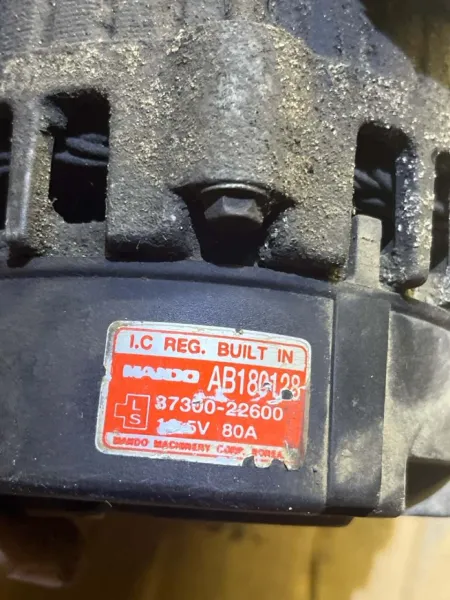 I.C REG. BUILT IN
MANDO AB180128
L 37300-22600
S 80A
MANDO MACHINERY CORP. KOREA